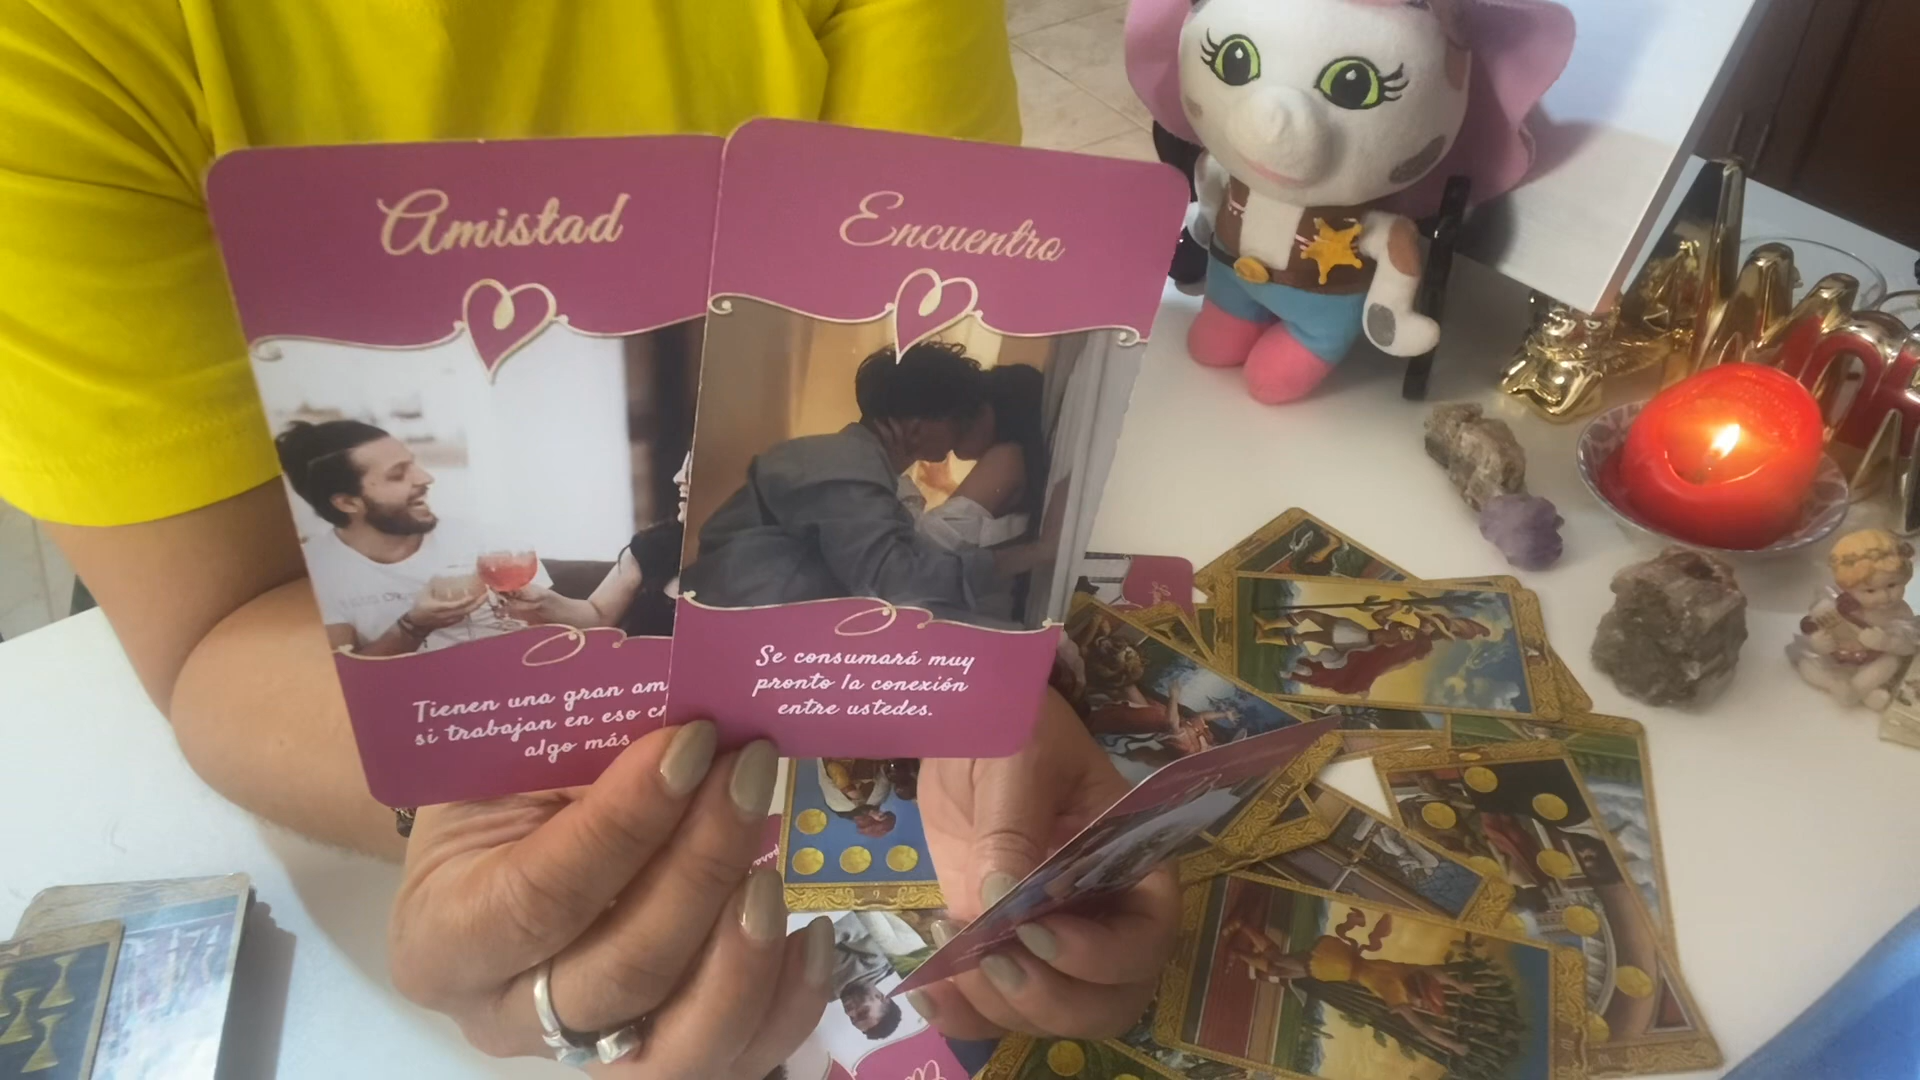 Amistad
Tienen una gran
si trabajan en eso
algo más
Encuentro
Se consumará muy
pronto la conexión
entre ustedes.